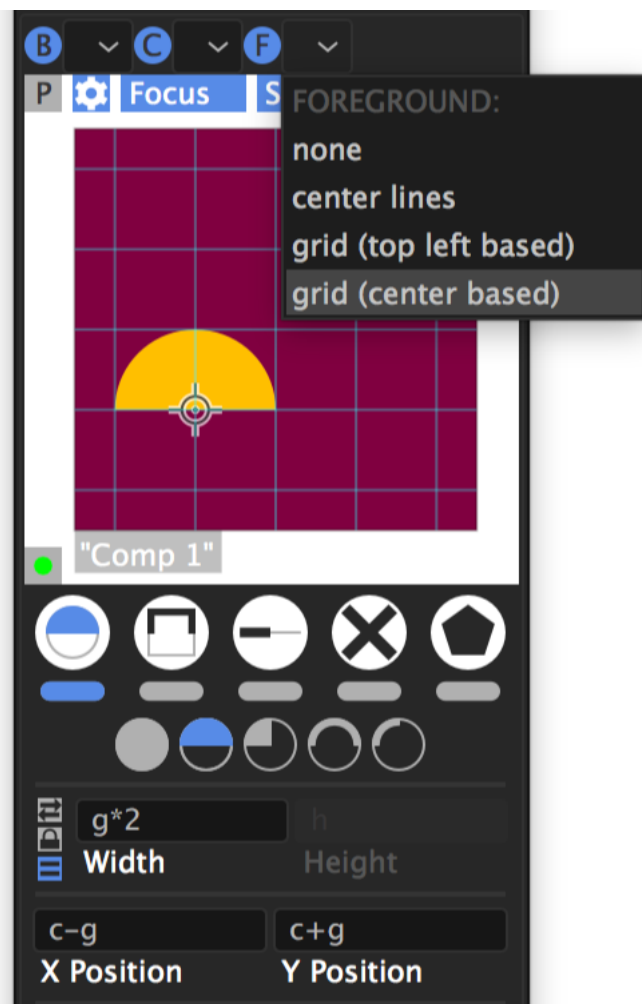 B C F
P Focus S
FOREGROUND:
none
center lines
grid (top left based)
grid (center based)
"Comp 1"
g*2 h
Width Height
c-g c+g
X Position Y Position